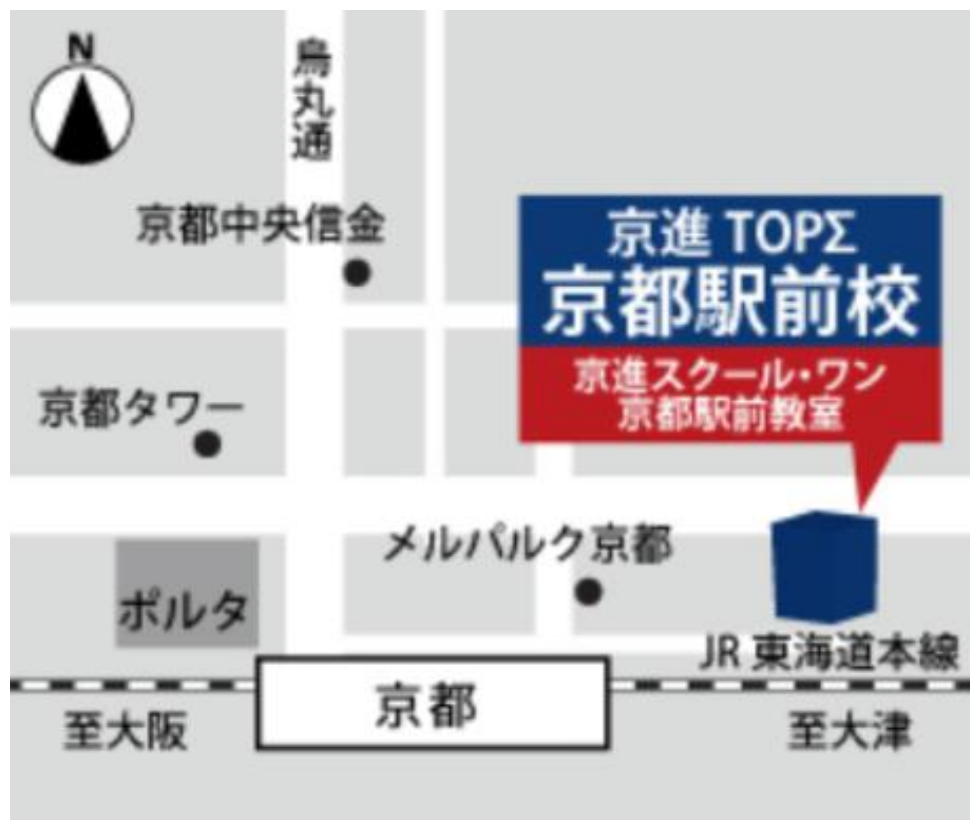 N
烏丸通
京都中央信金
京進 TOPΣ
京都駅前校
京進スクール・ワン
京都駅前教室
京都タワー
メルパルク京都
ポルタ
JR 東海道本線
京都
至大阪
至大津